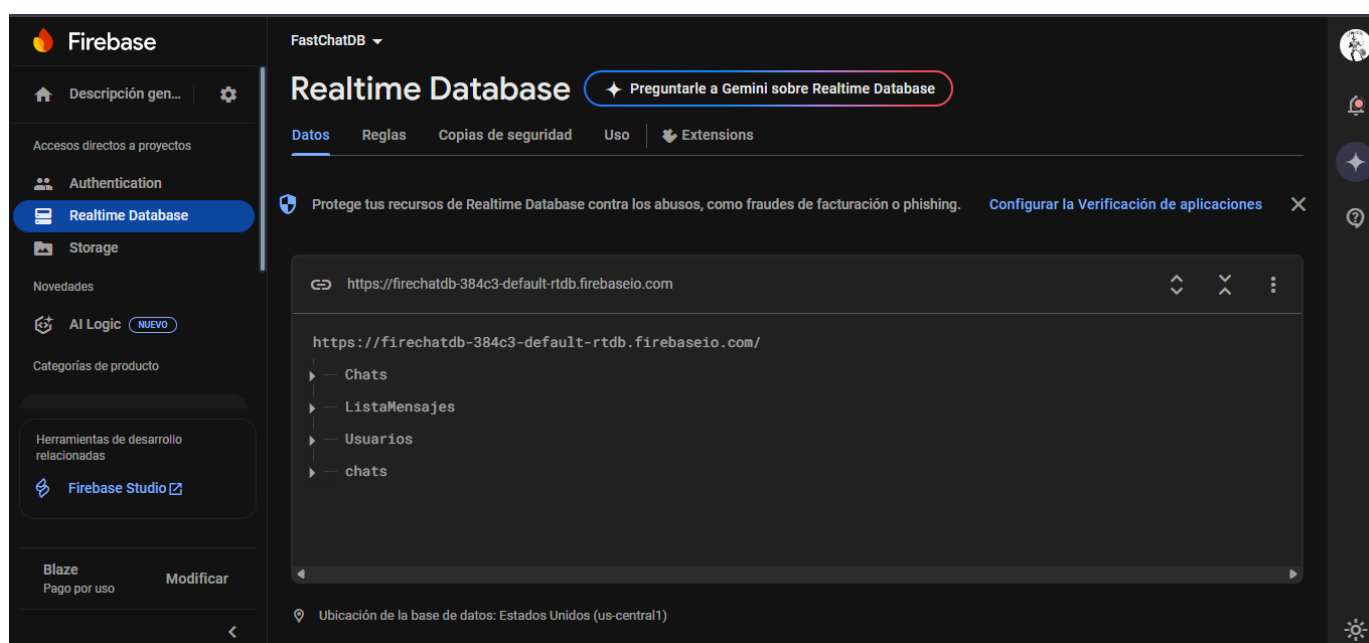 Firebase
Descripción gen...
Accesos directos a proyectos
Authentication
Realtime Database
Storage
Novedades
AI Logic NUEVO
Categorías de producto
Herramientas de desarrollo
relacionadas
Firebase Studio
Blaze
Pago por uso
Modificar
FastChatDB
Realtime Database
Preguntarle a Gemini sobre Realtime Database
Datos Reglas Copias de seguridad Uso Extensions
Protege tus recursos de Realtime Database contra los abusos, como fraudes de facturación o phishing. Configurar la Verificación de aplicaciones
https://firechatdb-384c3-default-rtdb.firebaseio.com
https://firechatdb-384c3-default-rtdb.firebaseio.com/
Chats
ListaMensajes
Usuarios
chats
Ubicación de la base de datos: Estados Unidos (us-central1)